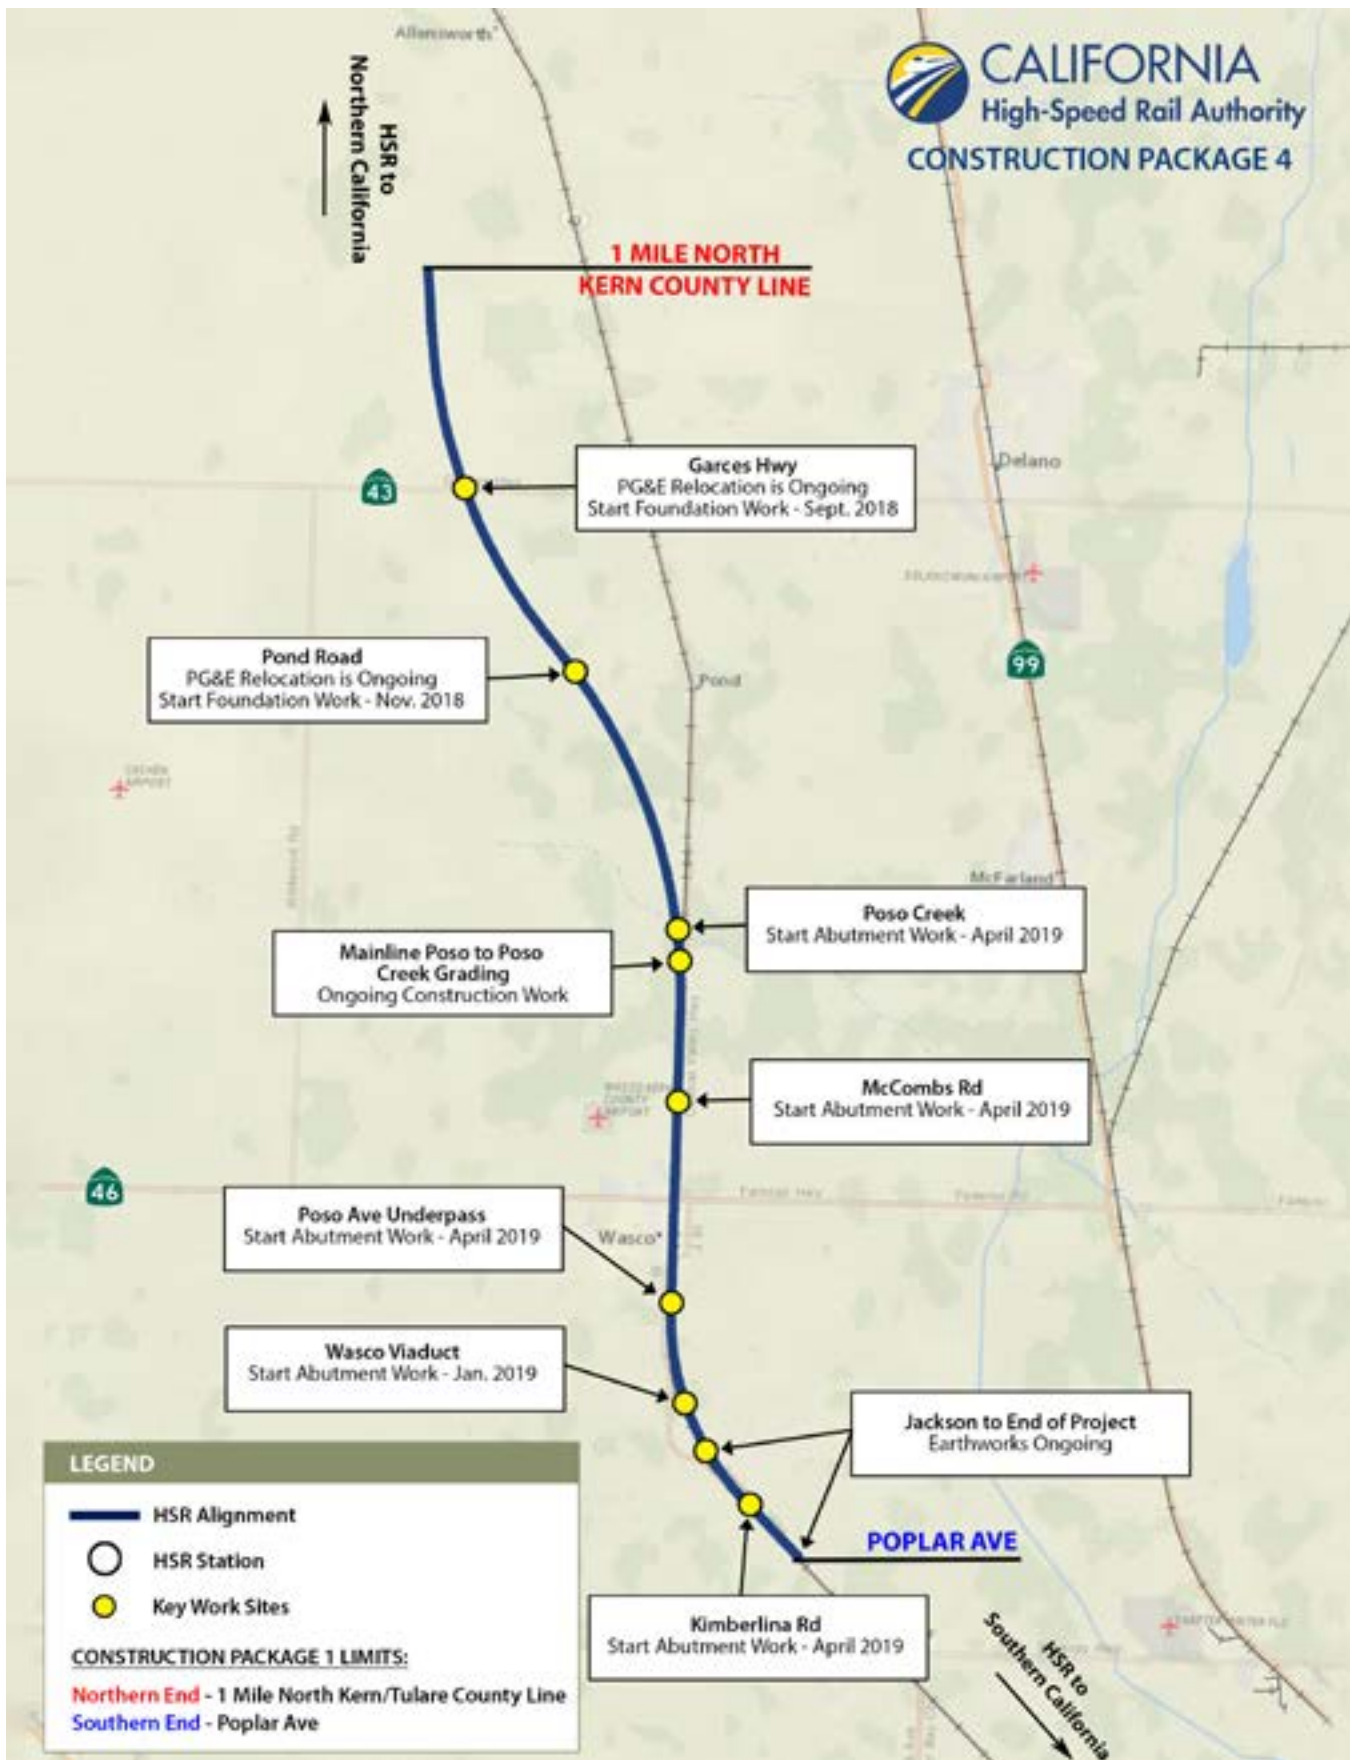 Allensworth
HSR to
Northern California
CALIFORNIA
High-Speed Rail Authority
CONSTRUCTION PACKAGE 4
1 MILE NORTH
KERN COUNTY LINE
Garces Hwy
PG&E Relocation is Ongoing
Start Foundation Work - Sept. 2018
Delano
43
Pond Road
PG&E Relocation is Ongoing
Start Foundation Work - Nov. 2018
Pond
99
AIRPORT
McFarland
Poso Creek
Start Abutment Work - April 2019
Mainline Poso to Poso
Creek Grading
Ongoing Construction Work
McCombs Rd
Start Abutment Work - April 2019
COUNTY
AIRPORT
46
Poso Ave Underpass
Start Abutment Work - April 2019
Wasco
Wasco Viaduct
Start Abutment Work - Jan. 2019
Jackson to End of Project
Earthworks Ongoing
POPLAR AVE
Kimberlina Rd
Start Abutment Work - April 2019
HSR to
Southern California
LEGEND
HSR Alignment
HSR Station
Key Work Sites
CONSTRUCTION PACKAGE 1 LIMITS:
Northern End - 1 Mile North Kern/Tulare County Line
Southern End - Poplar Ave